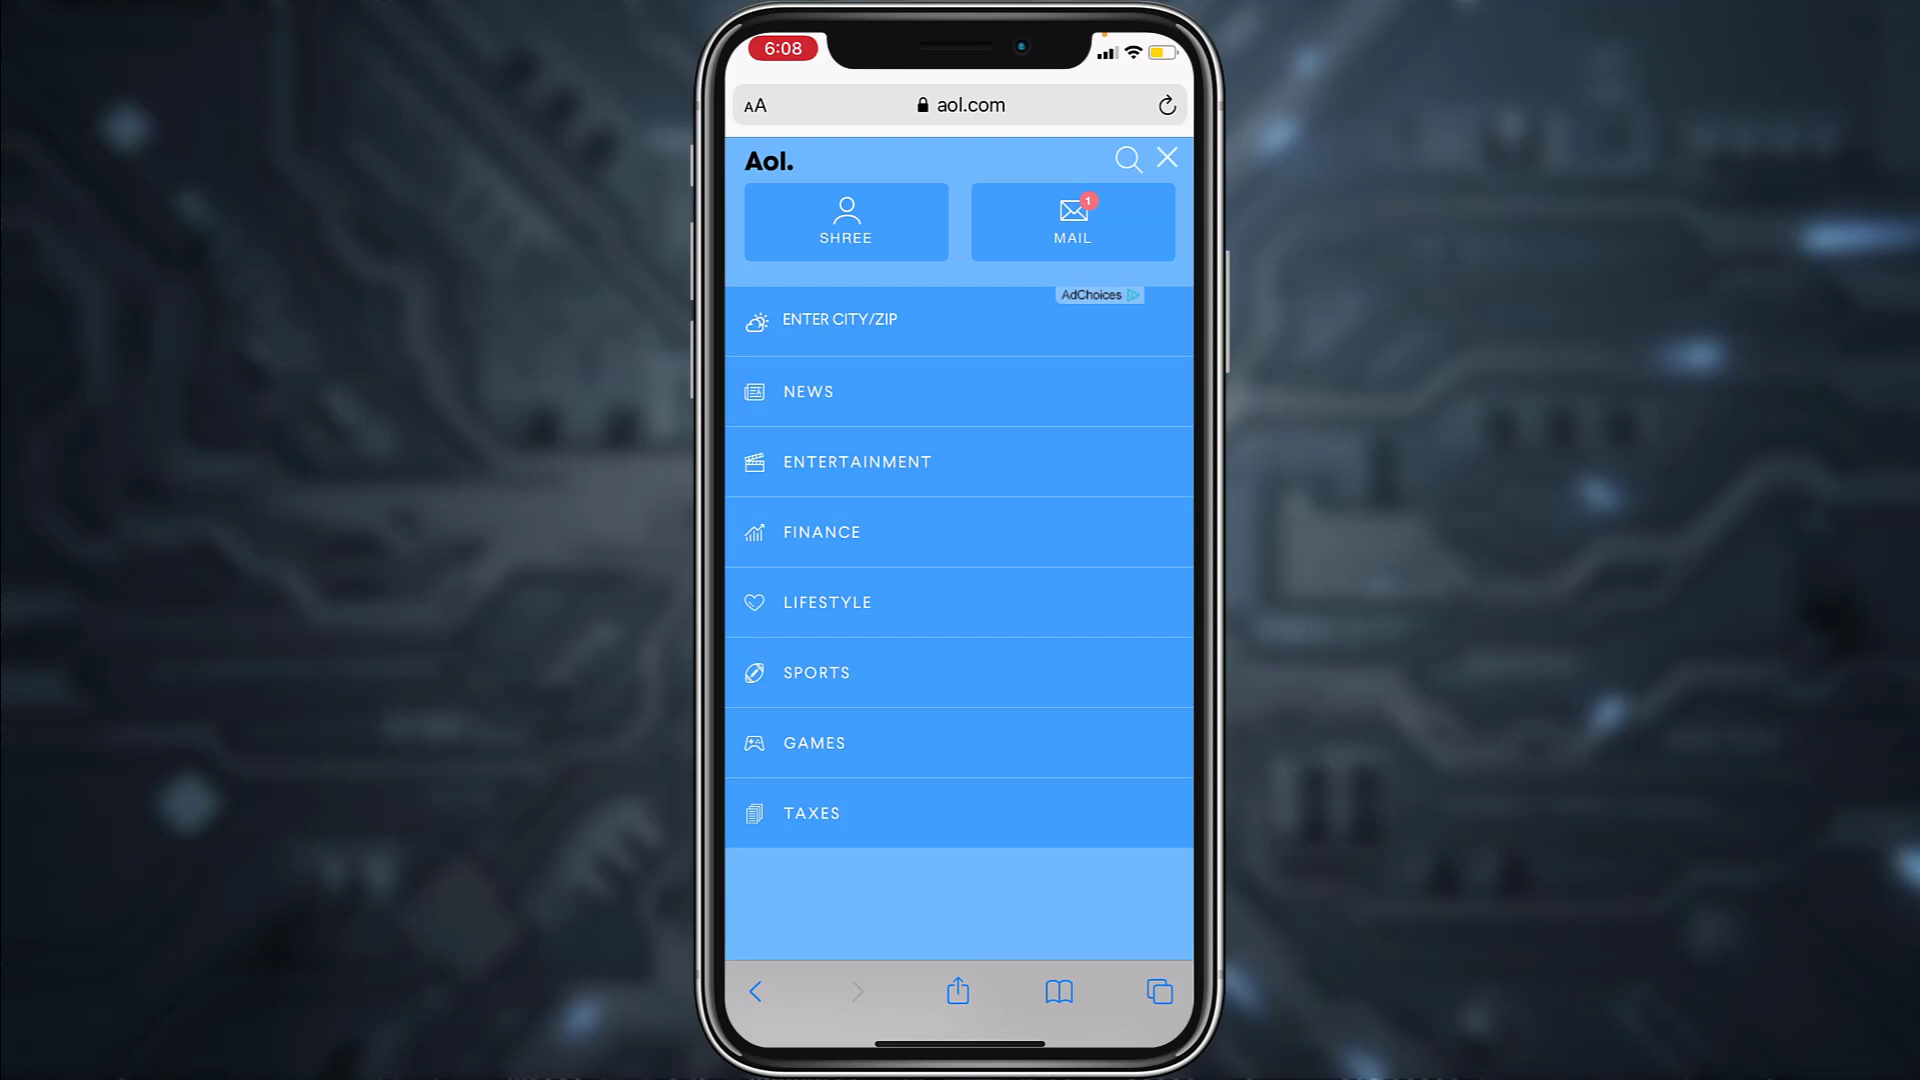 6:08
AA
aol.com
Aol.
SHREE
1
MAIL
AdChoices
ENTER CITY/ZIP
NEWS
ENTERTAINMENT
FINANCE
LIFESTYLE
SPORTS
GAMES
TAXES